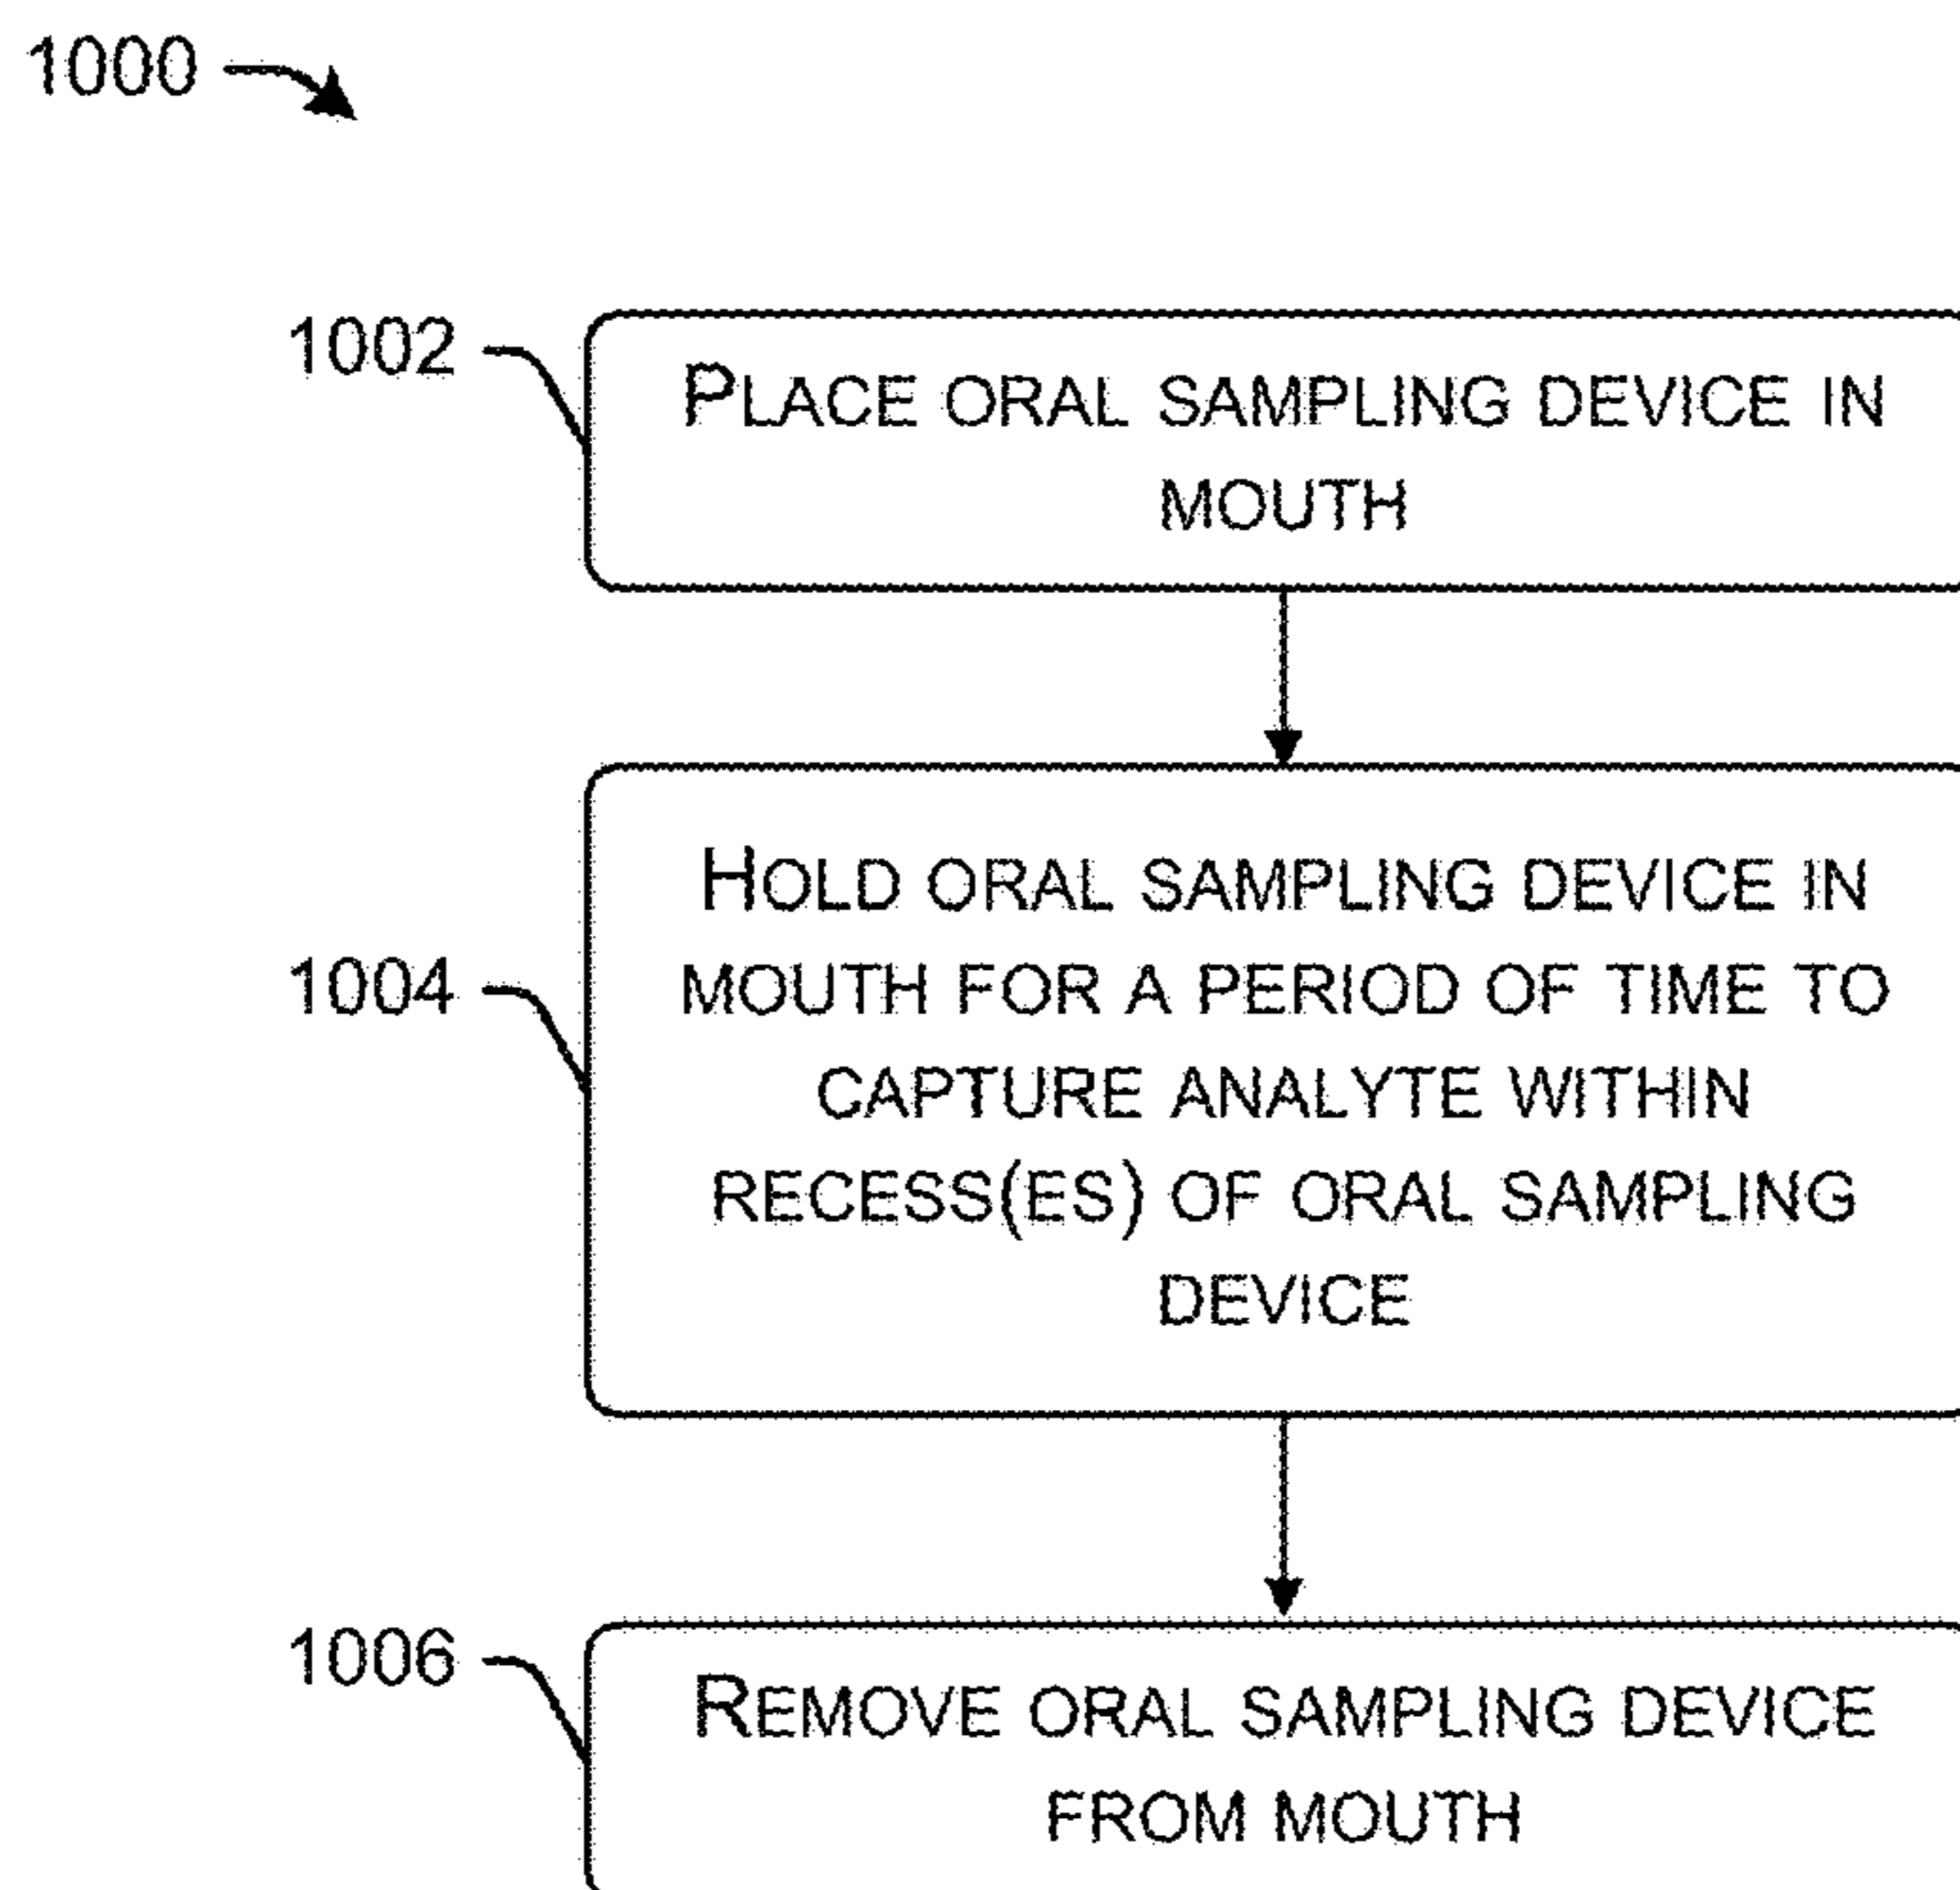 1000
1002
PLACE ORAL SAMPLING DEVICE IN
MOUTH
1004
HOLD ORAL SAMPLING DEVICE IN
MOUTH FOR A PERIOD OF TIME TO
CAPTURE ANALYTE WITHIN
RECESS(ES) OF ORAL SAMPLING
DEVICE
1006
REMOVE ORAL SAMPLING DEVICE
FROM MOUTH